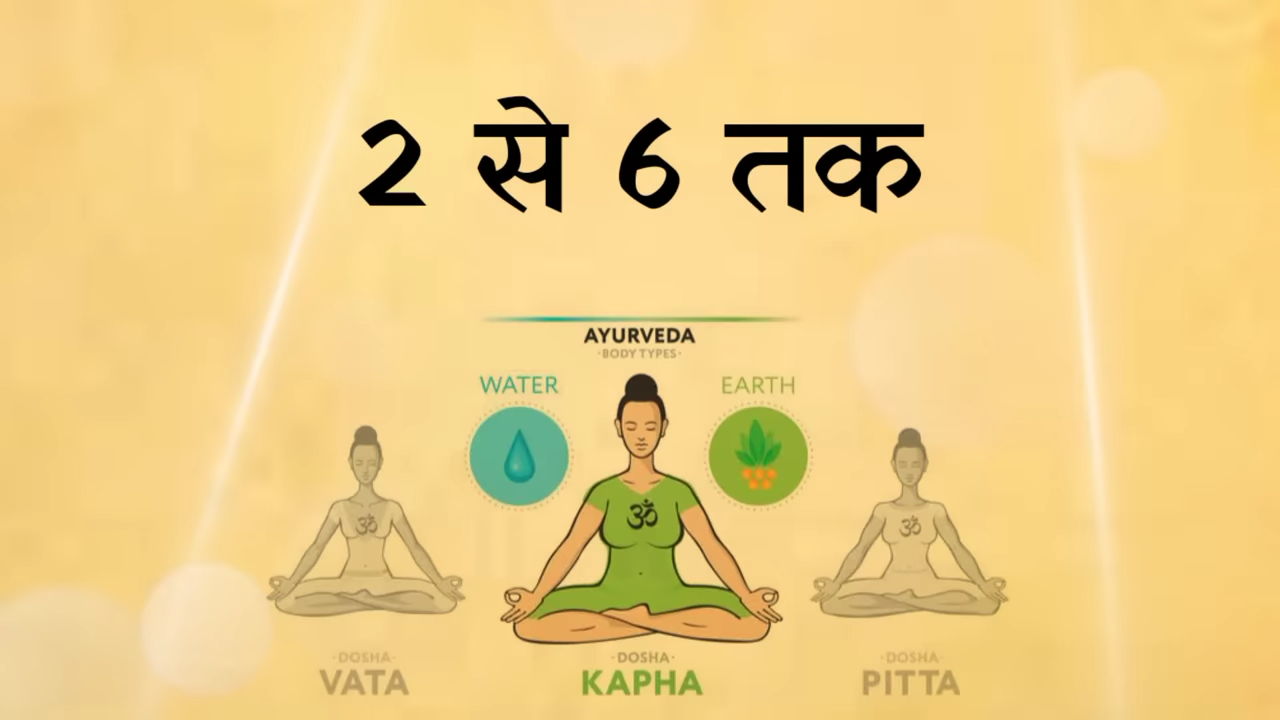 2 से 6 तक
AYURVEDA
·BODY TYPES·
WATER
EARTH
ॐ
ॐ
ॐ
·DOSHA·
VATA
·DOSHA·
KAPHA
·DOSHA·
PITTA